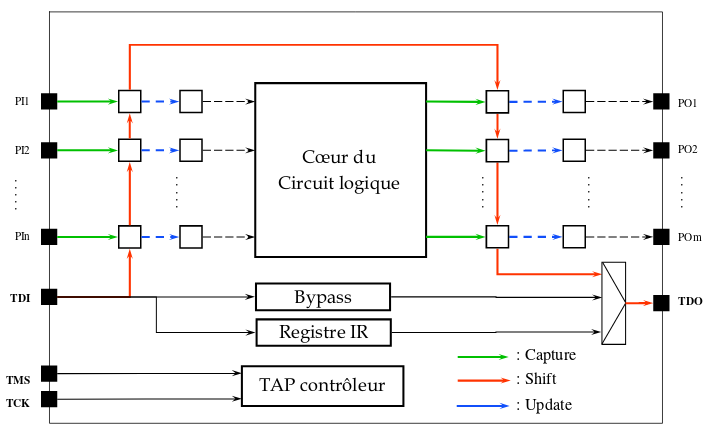 PI1
PI2
PIn
TDI
TMS
TCK
Cœur du
Circuit logique
Bypass
Registre IR
TAP contrôleur
PO1
PO2
POm
TDO
: Capture
: Shift
: Update